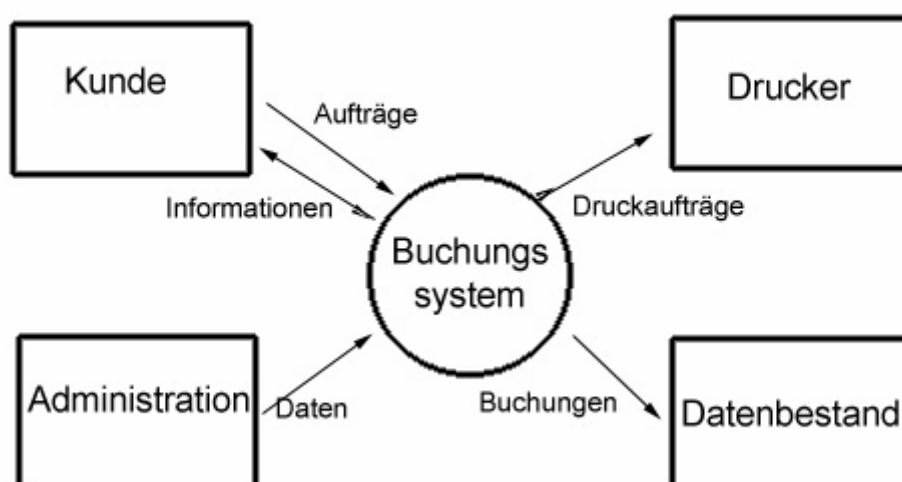 Kunde
Drucker
Aufträge
Informationen
Druckaufträge
Buchungs
system
Administration
Daten
Buchungen
Datenbestand